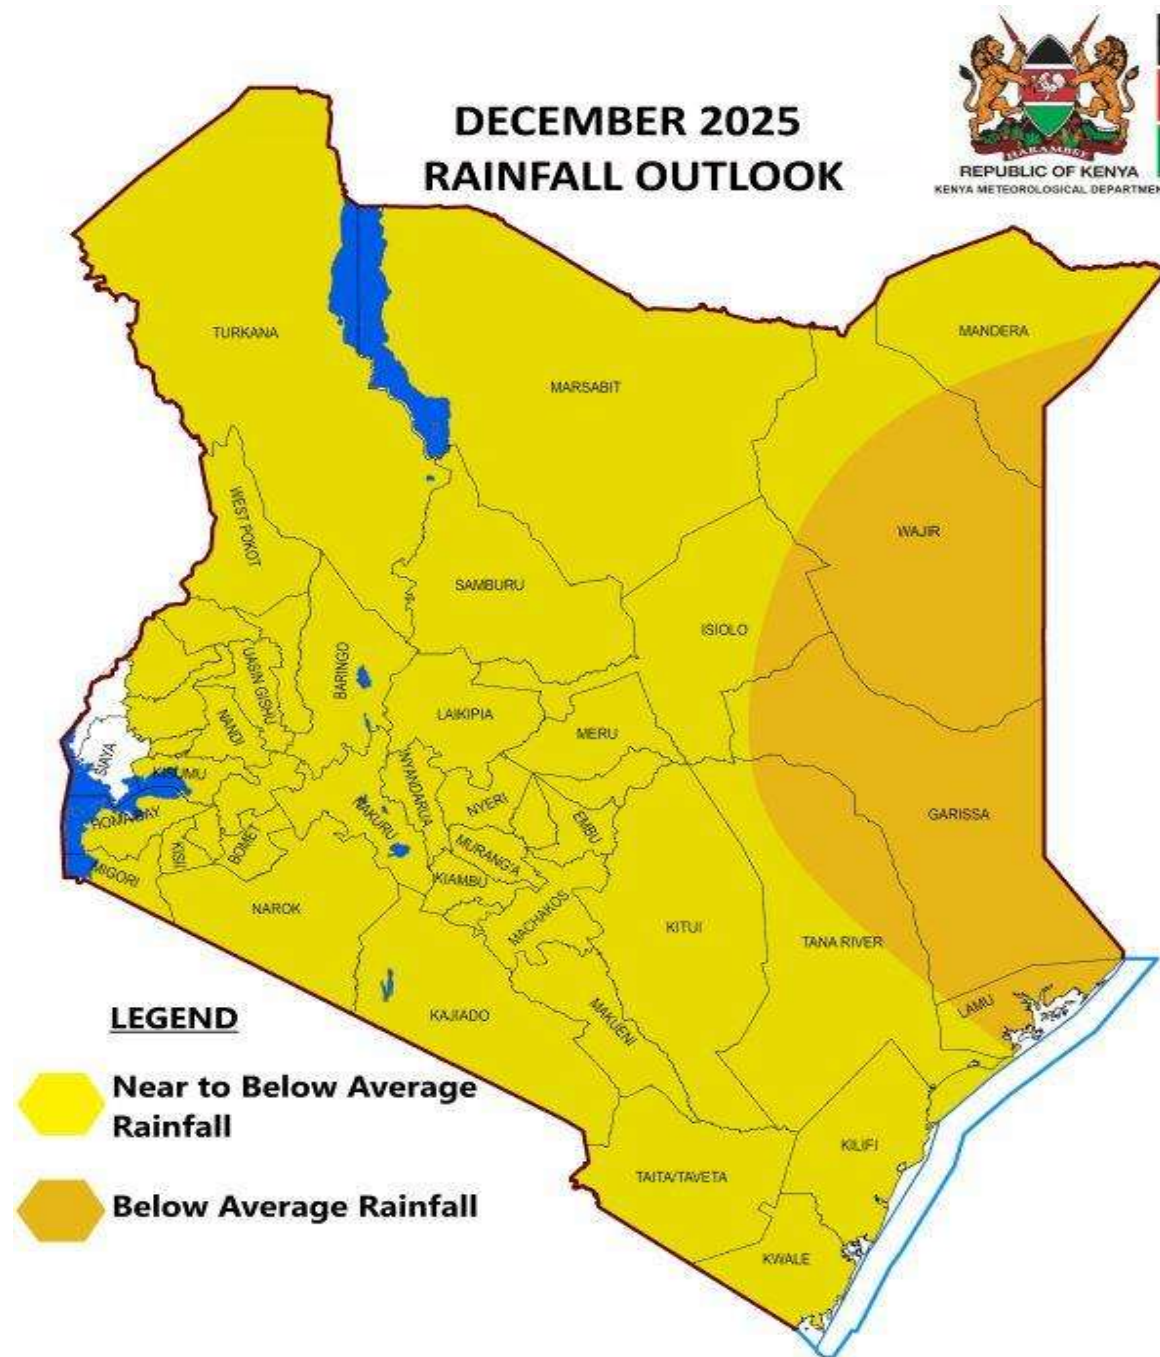 DECEMBER 2025
RAINFALL OUTLOOK
HARAMBEE
REPUBLIC OF KENYA
KENYA METEOROLOGICAL DEPARTMEN
TURKANA
MANDERA
MARSABIT
WEST POKOT
WAJIR
SAMBURU
ISIOLO
UASIN GISHU
BARINGO
NANDI
LAIKIPIA
MERU
SIAYA
KISUMU
NYANDARUA
NYERI
HOMA BAY
NAKURU
EMBU
GARISSA
KISII
BOMET
MURANG'A
MIGORI
KIAMBU
NAROK
MACHAKOS
KITUI
TANA RIVER
LAMU
KAJIADO
MAKUENI
LEGEND
Near to Below Average
Rainfall
KILIFI
TAITA/TAVETA
Below Average Rainfall
KWALE